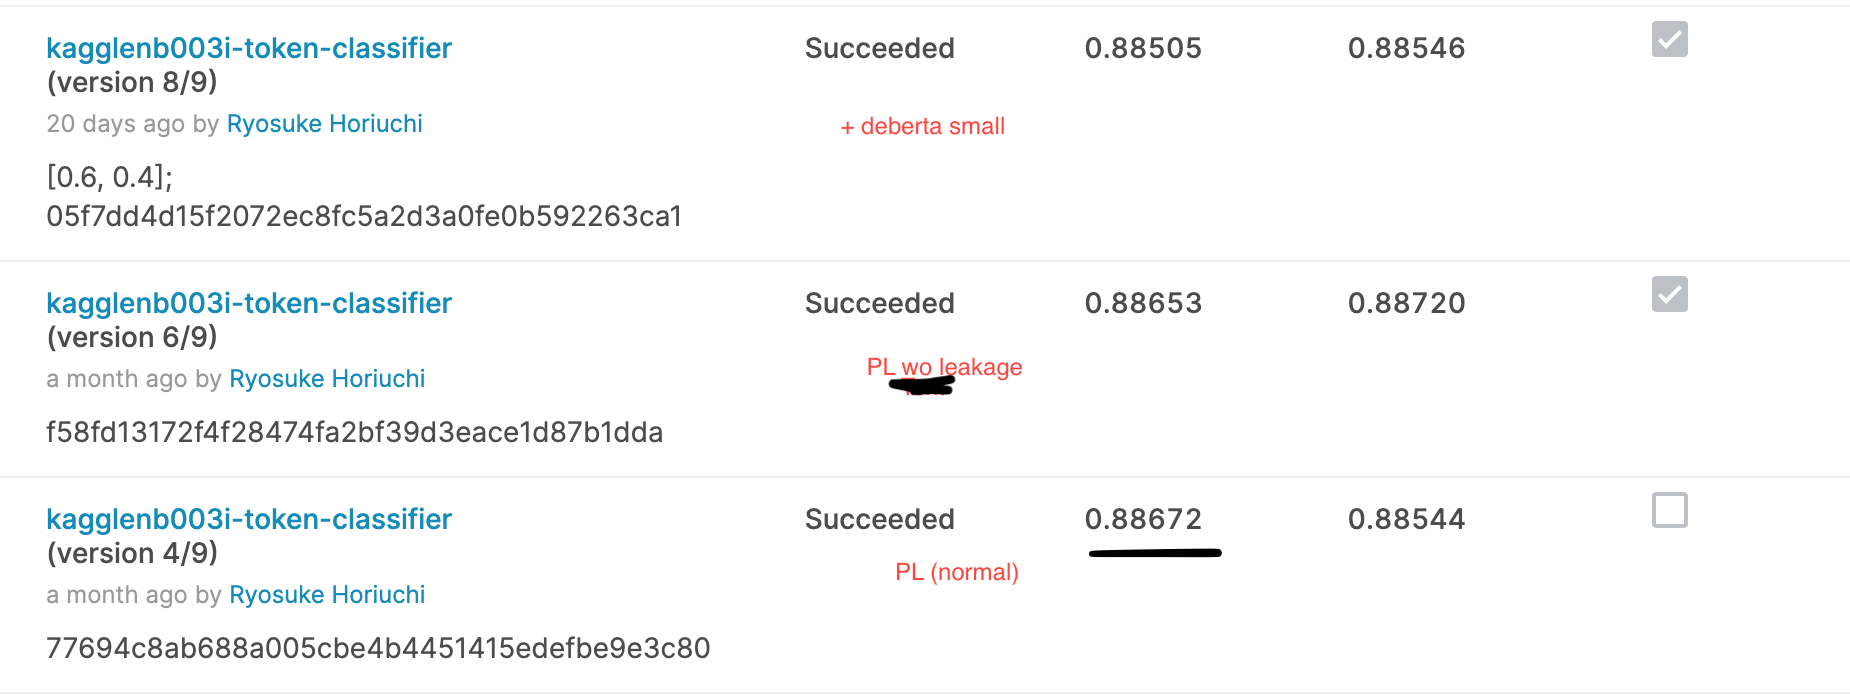 kagglenb003i-token-classifier Succeeded 0.88505 0.88546
(version 8/9)
20 days ago by Ryosuke Horiuchi
+ deberta small
[0.6, 0.4];
05f7dd4d15f2072ec8fc5a2d3a0fe0b592263ca1
kagglenb003i-token-classifier Succeeded 0.88653 0.88720
(version 6/9)
PL wo leakage
a month ago by Ryosuke Horiuchi
f58fd13172f4f28474fa2bf39d3eace1d87b1dda
kagglenb003i-token-classifier Succeeded 0.88672 0.88544
(version 4/9)
PL (normal)
a month ago by Ryosuke Horiuchi
77694c8ab688a005cbe4b4451415edefbe9e3c80